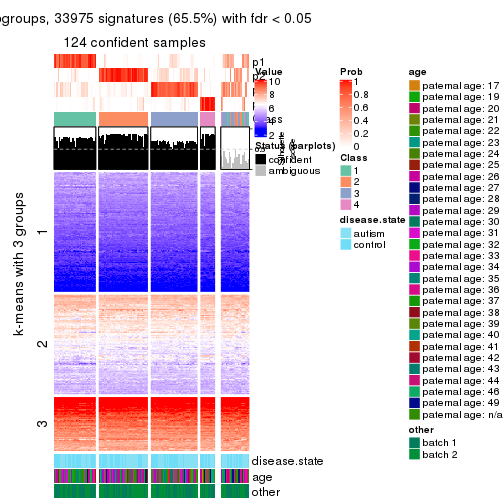 ogroups, 33975 signatures (65.5%) with fdr < 0.05
124 confident samples
p1
p2
Value
10
8
6
4
2
Status (barplots)
confident
ambiguous
Prob
1
0.8
0.6
0.4
0.2
0
Class
1
2
3
4
disease.state
autism
control
age
paternal age: 17
paternal age: 19
paternal age: 20
paternal age: 21
paternal age: 22
paternal age: 23
paternal age: 24
paternal age: 25
paternal age: 26
paternal age: 27
paternal age: 28
paternal age: 29
paternal age: 30
paternal age: 31
paternal age: 32
paternal age: 33
paternal age: 34
paternal age: 35
paternal age: 36
paternal age: 37
paternal age: 38
paternal age: 39
paternal age: 40
paternal age: 41
paternal age: 42
paternal age: 43
paternal age: 44
paternal age: 46
paternal age: 49
paternal age: n/a
other
batch 1
batch 2
k-means with 3 groups
1
2
3
disease.state
age
other